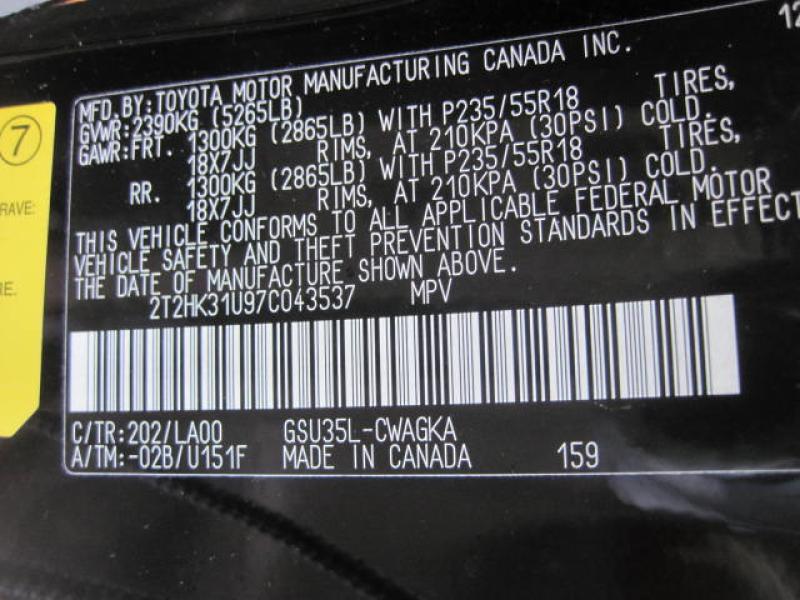 12
MFD. BY: TOYOTA MOTOR MANUFACTURING CANADA INC.
GVWR: 2390KG (5265LB)
GAWR: FRT. 1300KG (2865LB) WITH P235/55R18 TIRES,
18X7JJ RIMS, AT 210KPA (30PSI) COLD.
RR. 1300KG (2865LB) WITH P235/55R18 TIRES,
18X7JJ RIMS, AT 210KPA (30PSI) COLD.
THIS VEHICLE CONFORMS TO ALL APPLICABLE FEDERAL MOTOR
VEHICLE SAFETY AND THEFT PREVENTION STANDARDS IN EFFECT
THE DATE OF MANUFACTURE SHOWN ABOVE.
2T2HK31U97C043537 MPV
C/TR: 202/LA00 GSU35L-CWAGKA
A/TM: -02B/U151F MADE IN CANADA 159
7
RAVE:
RE.